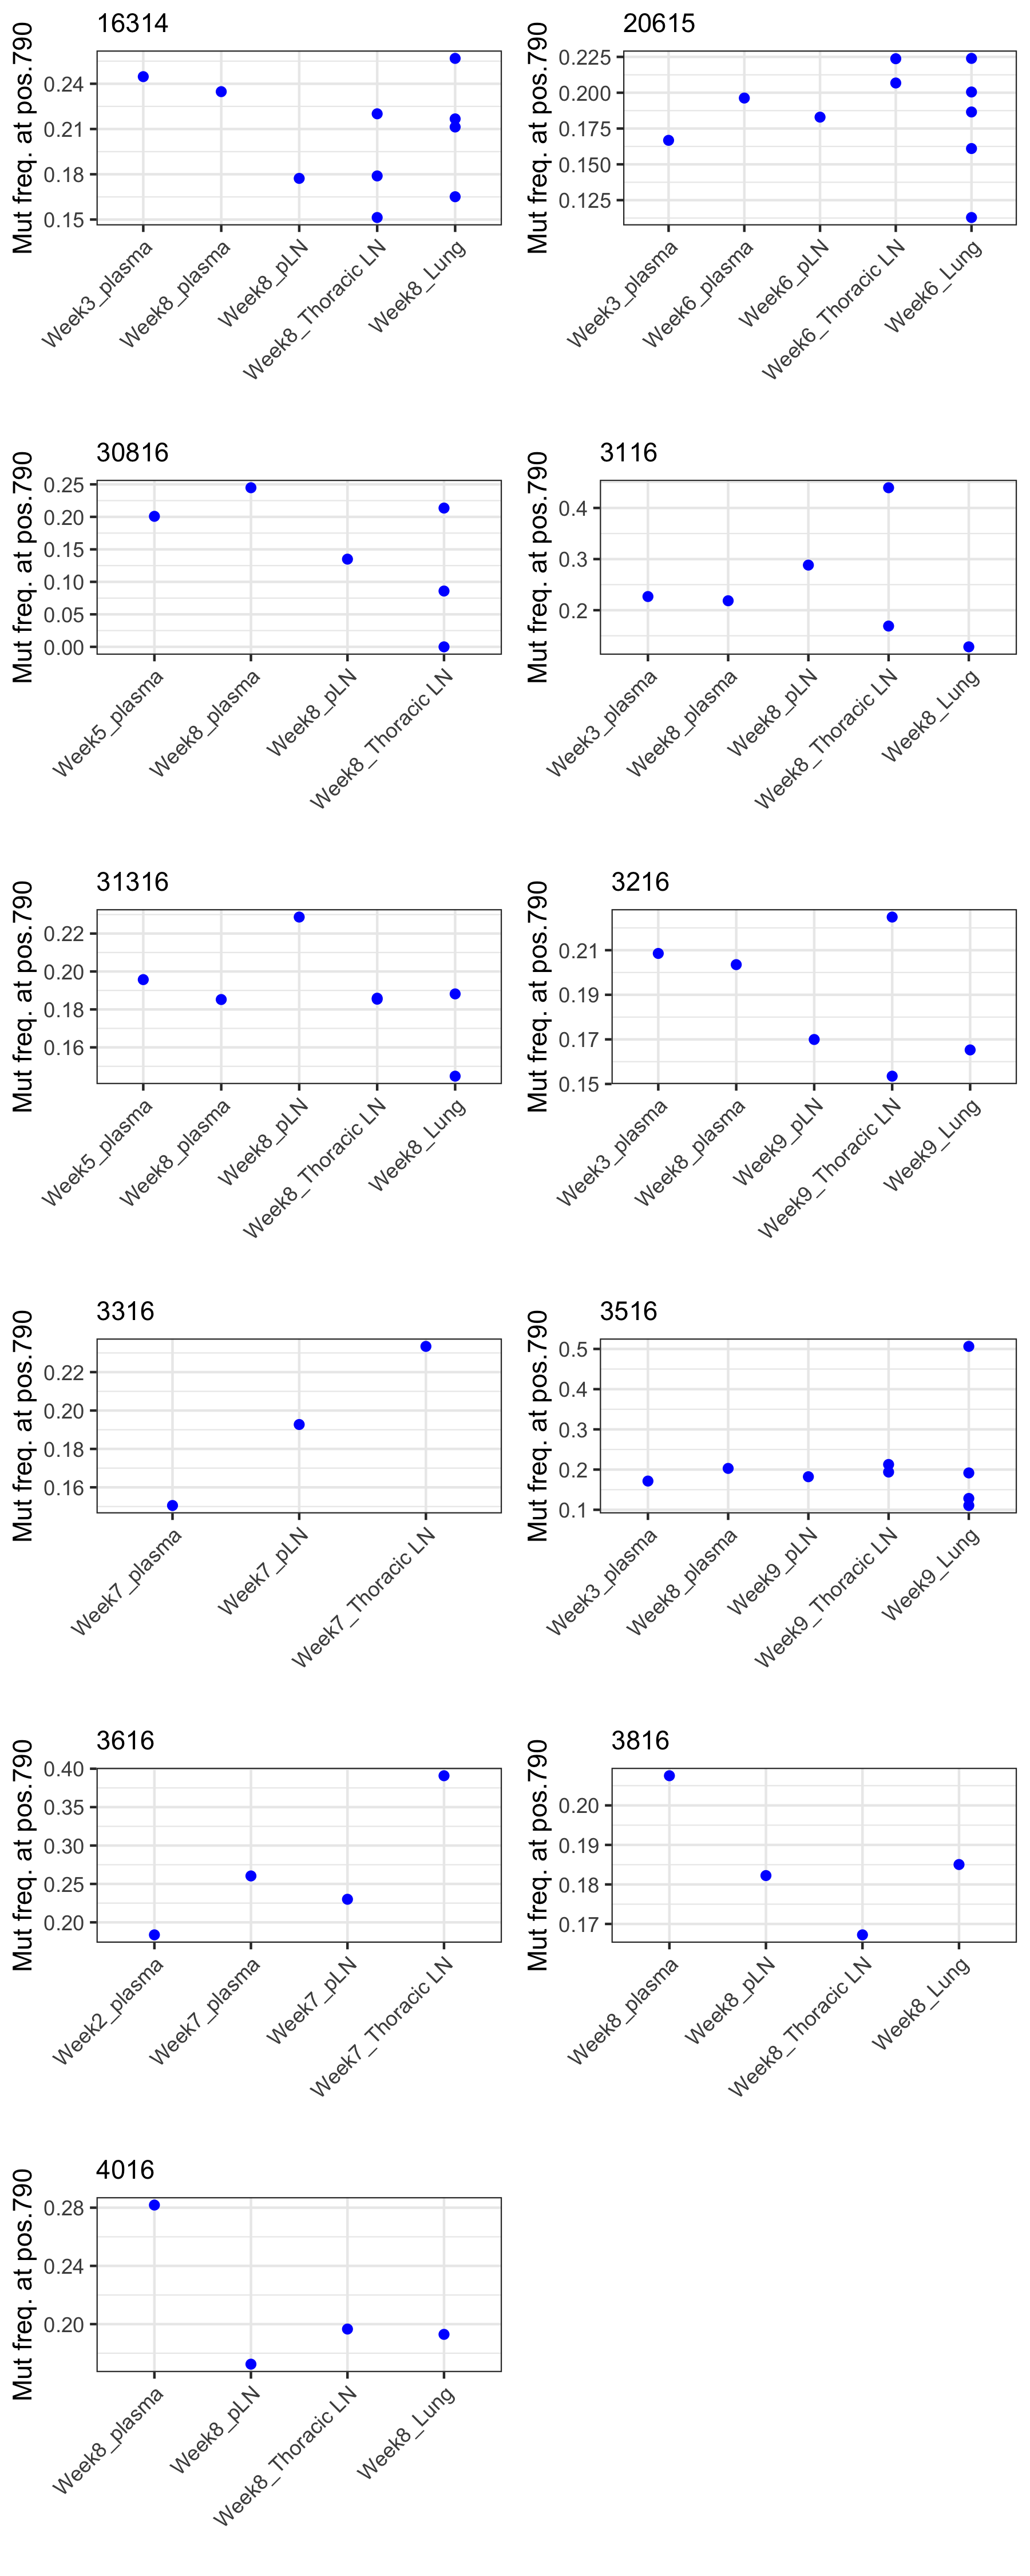 16314
Mut freq. at pos.790
0.24
0.21
0.18
0.15
Week3_plasma
Week8_plasma
Week8_pLN
Week8_Thoracic LN
Week8_Lung
20615
Mut freq. at pos.790
0.225
0.200
0.175
0.150
0.125
Week3_plasma
Week6_plasma
Week6_pLN
Week6_Thoracic LN
Week6_Lung
30816
Mut freq. at pos.790
0.25
0.20
0.15
0.10
0.05
0.00
Week5_plasma
Week8_plasma
Week8_pLN
Week8_Thoracic LN
3116
Mut freq. at pos.790
0.4
0.3
0.2
Week3_plasma
Week8_plasma
Week8_pLN
Week8_Thoracic LN
Week8_Lung
31316
Mut freq. at pos.790
0.22
0.20
0.18
0.16
Week5_plasma
Week8_plasma
Week8_pLN
Week8_Thoracic LN
Week8_Lung
3216
Mut freq. at pos.790
0.21
0.19
0.17
0.15
Week3_plasma
Week8_plasma
Week9_pLN
Week9_Thoracic LN
Week9_Lung
3316
Mut freq. at pos.790
0.22
0.20
0.18
0.16
Week7_plasma
Week7_pLN
Week7_Thoracic LN
3516
Mut freq. at pos.790
0.5
0.4
0.3
0.2
0.1
Week3_plasma
Week8_plasma
Week9_pLN
Week9_Thoracic LN
Week9_Lung
3616
Mut freq. at pos.790
0.40
0.35
0.30
0.25
0.20
Week2_plasma
Week7_plasma
Week7_pLN
Week7_Thoracic LN
3816
Mut freq. at pos.790
0.20
0.19
0.18
0.17
Week8_plasma
Week8_pLN
Week8_Thoracic LN
Week8_Lung
4016
Mut freq. at pos.790
0.28
0.24
0.20
Week8_plasma
Week8_pLN
Week8_Thoracic LN
Week8_Lung